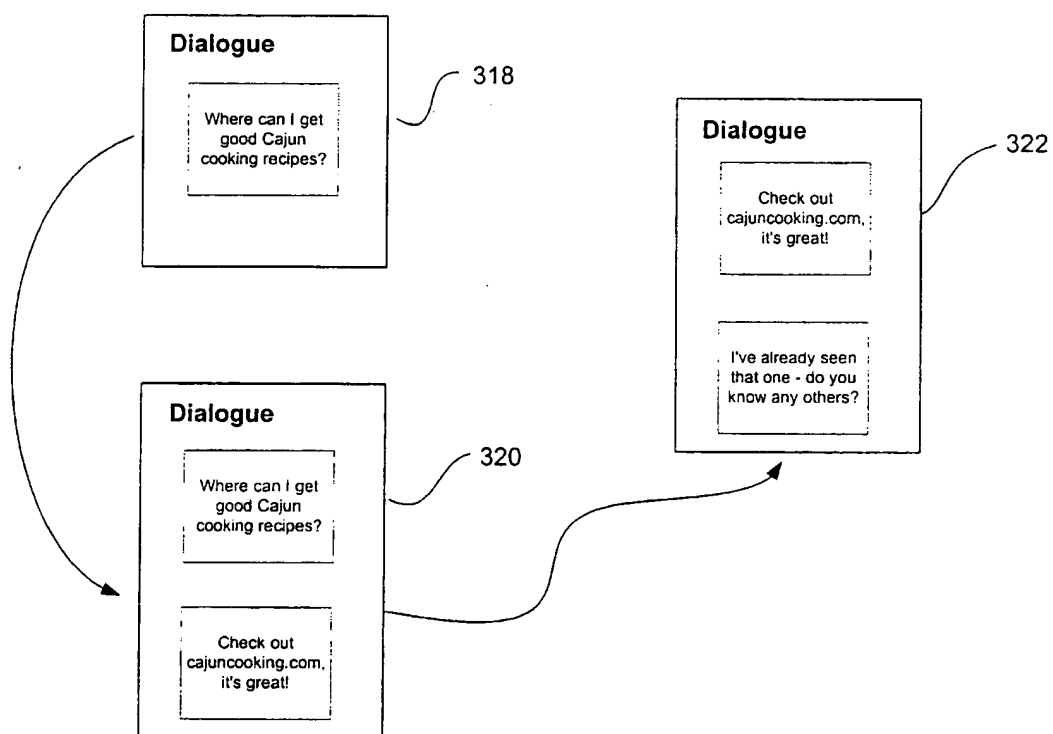 Dialogue
Where can I get
good Cajun
cooking recipes?
318
Dialogue
Where can I get
good Cajun
cooking recipes?
Check out
cajuncooking.com,
it's great!
320
Dialogue
Check out
cajuncooking.com,
it's great!
I've already seen
that one - do you
know any others?
322